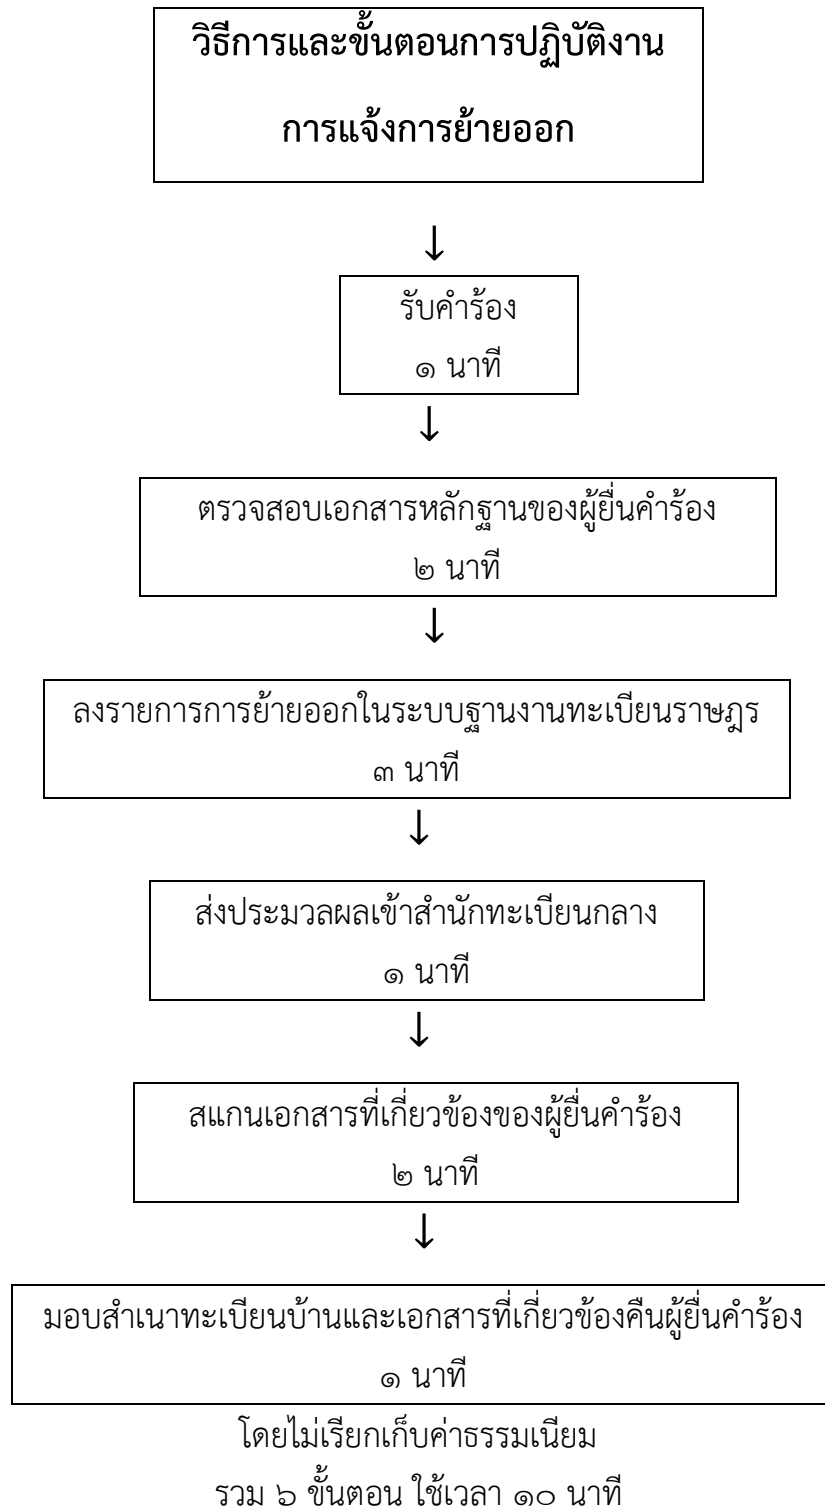 วิธีการและขั้นตอนการปฏิบัติงาน
การแจ้งการย้ายออก
↓
รับคำร้อง
๑ นาที
↓
ตรวจสอบเอกสารหลักฐานของผู้ยื่นคำร้อง
๒ นาที
↓
ลงรายการการย้ายออกในระบบฐานงานทะเบียนราษฎร
๓ นาที
↓
ส่งประมวลผลเข้าสำนักทะเบียนกลาง
๑ นาที
↓
สแกนเอกสารที่เกี่ยวข้องของผู้ยื่นคำร้อง
๒ นาที
↓
มอบสำเนาทะเบียนบ้านและเอกสารที่เกี่ยวข้องคืนผู้ยื่นคำร้อง
๑ นาที
โดยไม่เรียกเก็บค่าธรรมเนียม
รวม ๖ ขั้นตอน ใช้เวลา ๑๐ นาที